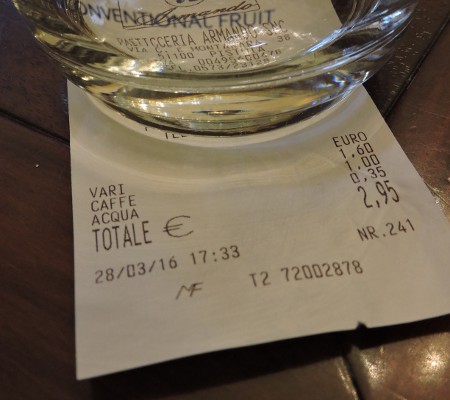 CONVENTIONAL FRUIT
PASTICCERIA ARMANDO SNC
EURO
VARI 1,60
CAFFE 1,00
ACQUA 0,35
TOTALE € 2,95
NR.241
28/03/16 17:33
MF T2 72002878